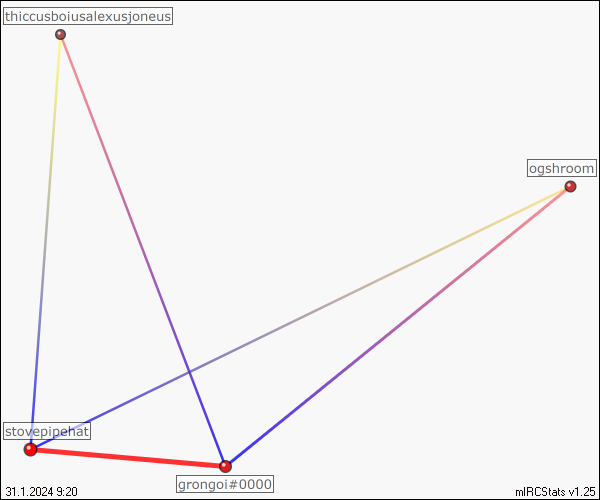 thiccusboiusalexusjoneus
ogshroom
stovepipehat
grongoi#0000
31.1.2024 9:20
mIRCStats v1.25